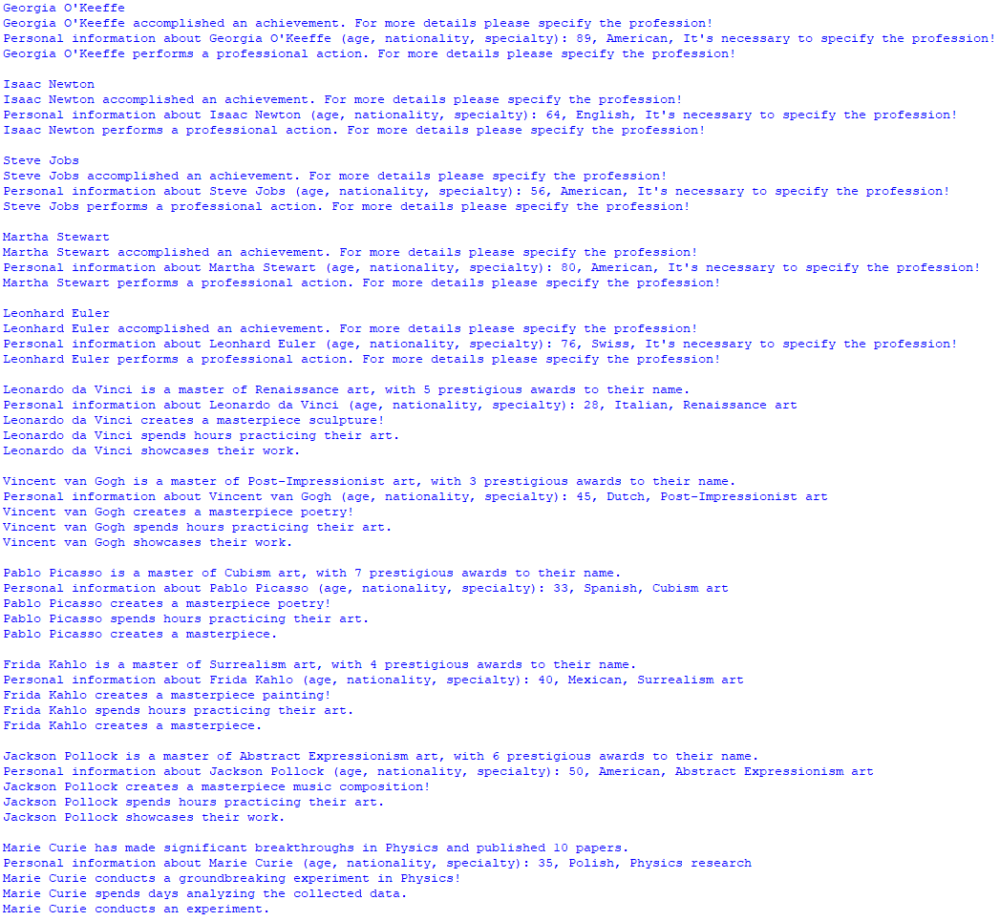 Georgia O'Keeffe
Georgia O'Keeffe accomplished an achievement. For more details please specify the profession!
Personal information about Georgia O'Keeffe (age, nationality, specialty): 89, American, It's necessary to specify the profession!
Georgia O'Keeffe performs a professional action. For more details please specify the profession!

Isaac Newton
Isaac Newton accomplished an achievement. For more details please specify the profession!
Personal information about Isaac Newton (age, nationality, specialty): 64, English, It's necessary to specify the profession!
Isaac Newton performs a professional action. For more details please specify the profession!

Steve Jobs
Steve Jobs accomplished an achievement. For more details please specify the profession!
Personal information about Steve Jobs (age, nationality, specialty): 56, American, It's necessary to specify the profession!
Steve Jobs performs a professional action. For more details please specify the profession!

Martha Stewart
Martha Stewart accomplished an achievement. For more details please specify the profession!
Personal information about Martha Stewart (age, nationality, specialty): 80, American, It's necessary to specify the profession!
Martha Stewart performs a professional action. For more details please specify the profession!

Leonhard Euler
Leonhard Euler accomplished an achievement. For more details please specify the profession!
Personal information about Leonhard Euler (age, nationality, specialty): 76, Swiss, It's necessary to specify the profession!
Leonhard Euler performs a professional action. For more details please specify the profession!

Leonardo da Vinci is a master of Renaissance art, with 5 prestigious awards to their name.
Personal information about Leonardo da Vinci (age, nationality, specialty): 28, Italian, Renaissance art
Leonardo da Vinci creates a masterpiece sculpture!
Leonardo da Vinci spends hours practicing their art.
Leonardo da Vinci showcases their work.

Vincent van Gogh is a master of Post-Impressionist art, with 3 prestigious awards to their name.
Personal information about Vincent van Gogh (age, nationality, specialty): 45, Dutch, Post-Impressionist art
Vincent van Gogh creates a masterpiece poetry!
Vincent van Gogh spends hours practicing their art.
Vincent van Gogh showcases their work.

Pablo Picasso is a master of Cubism art, with 7 prestigious awards to their name.
Personal information about Pablo Picasso (age, nationality, specialty): 33, Spanish, Cubism art
Pablo Picasso creates a masterpiece poetry!
Pablo Picasso spends hours practicing their art.
Pablo Picasso creates a masterpiece.

Frida Kahlo is a master of Surrealism art, with 4 prestigious awards to their name.
Personal information about Frida Kahlo (age, nationality, specialty): 40, Mexican, Surrealism art
Frida Kahlo creates a masterpiece painting!
Frida Kahlo spends hours practicing their art.
Frida Kahlo creates a masterpiece.

Jackson Pollock is a master of Abstract Expressionism art, with 6 prestigious awards to their name.
Personal information about Jackson Pollock (age, nationality, specialty): 50, American, Abstract Expressionism art
Jackson Pollock creates a masterpiece music composition!
Jackson Pollock spends hours practicing their art.
Jackson Pollock showcases their work.

Marie Curie has made significant breakthroughs in Physics and published 10 papers.
Personal information about Marie Curie (age, nationality, specialty): 35, Polish, Physics research
Marie Curie conducts a groundbreaking experiment in Physics!
Marie Curie spends days analyzing the collected data.
Marie Curie conducts an experiment.